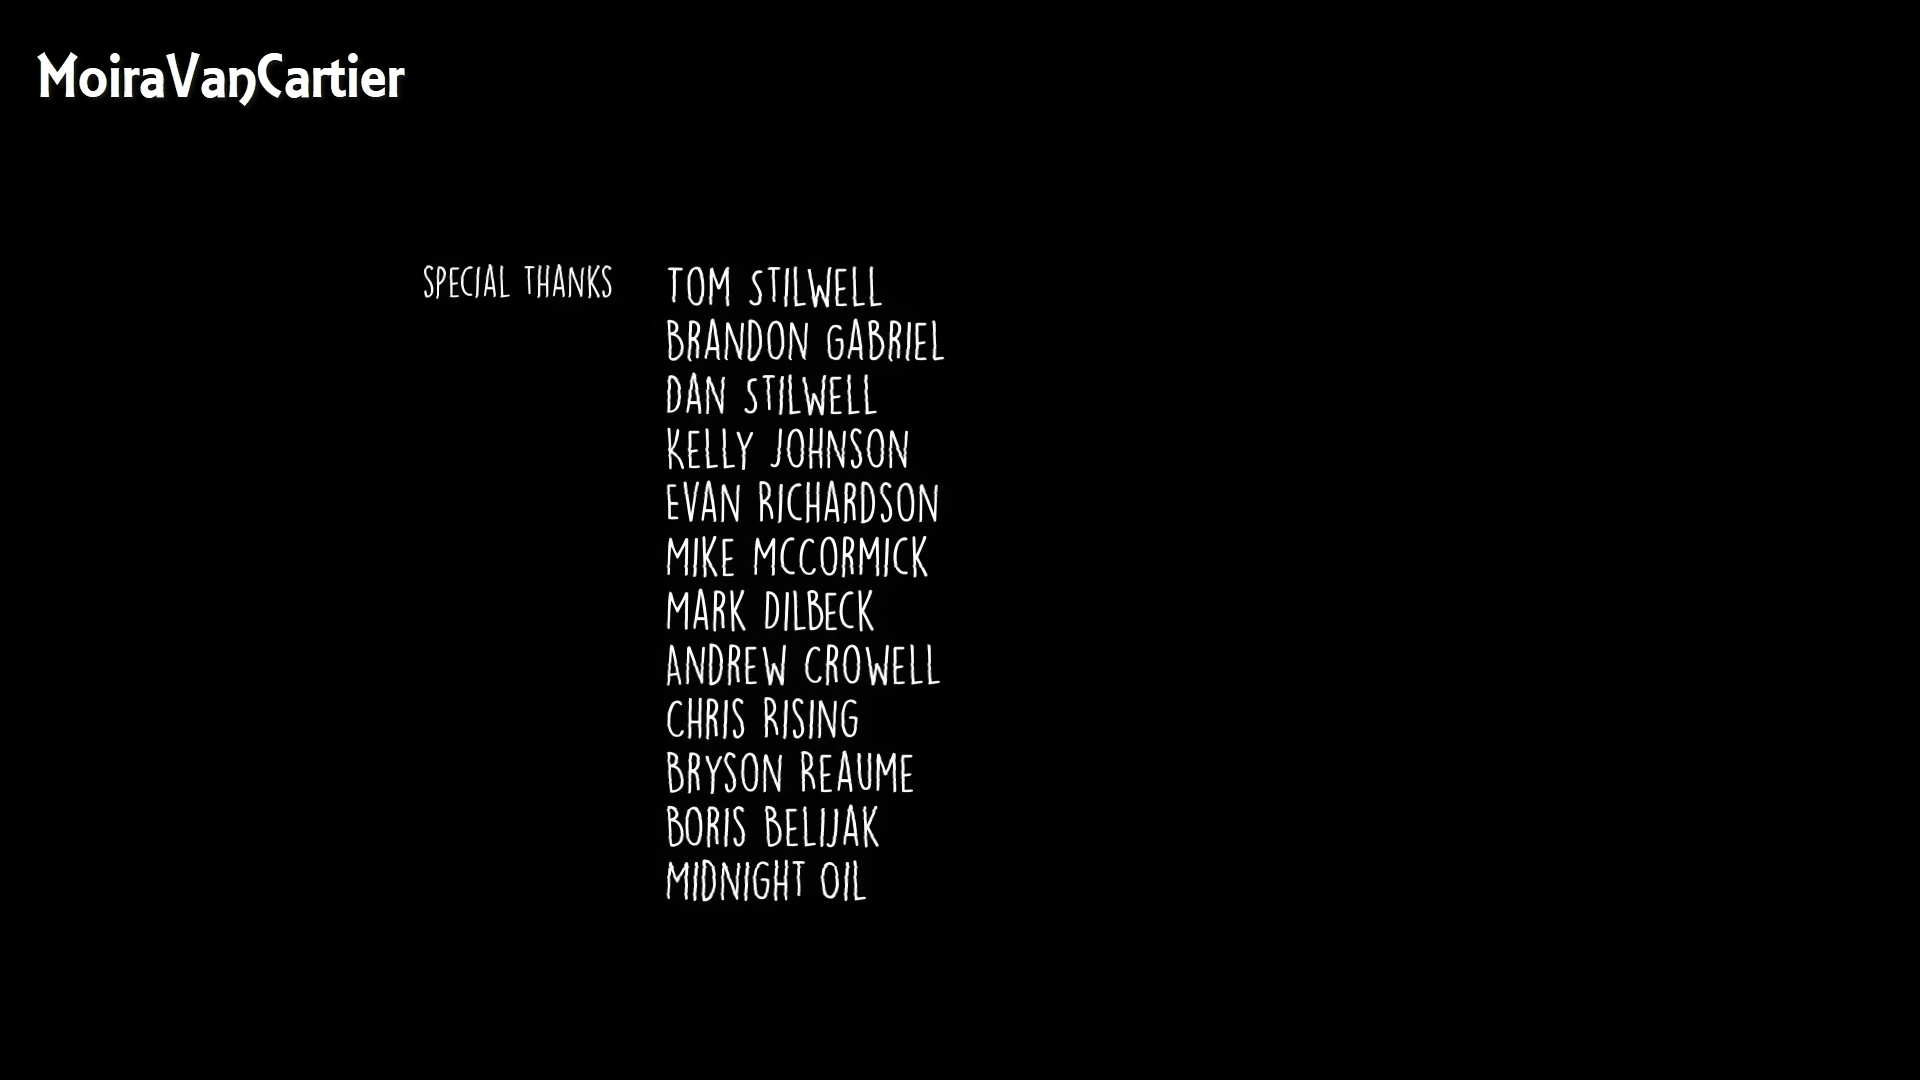 MoiraVanCartier
SPECIAL THANKS
TOM STILWELL
BRANDON GABRIEL
DAN STILWELL
KELLY JOHNSON
EVAN RICHARDSON
MIKE MCCORMICK
MARK DILBECK
ANDREW CROWELL
CHRIS RISING
BRYSON REAUME
BORIS BELIJAK
MIDNIGHT OIL